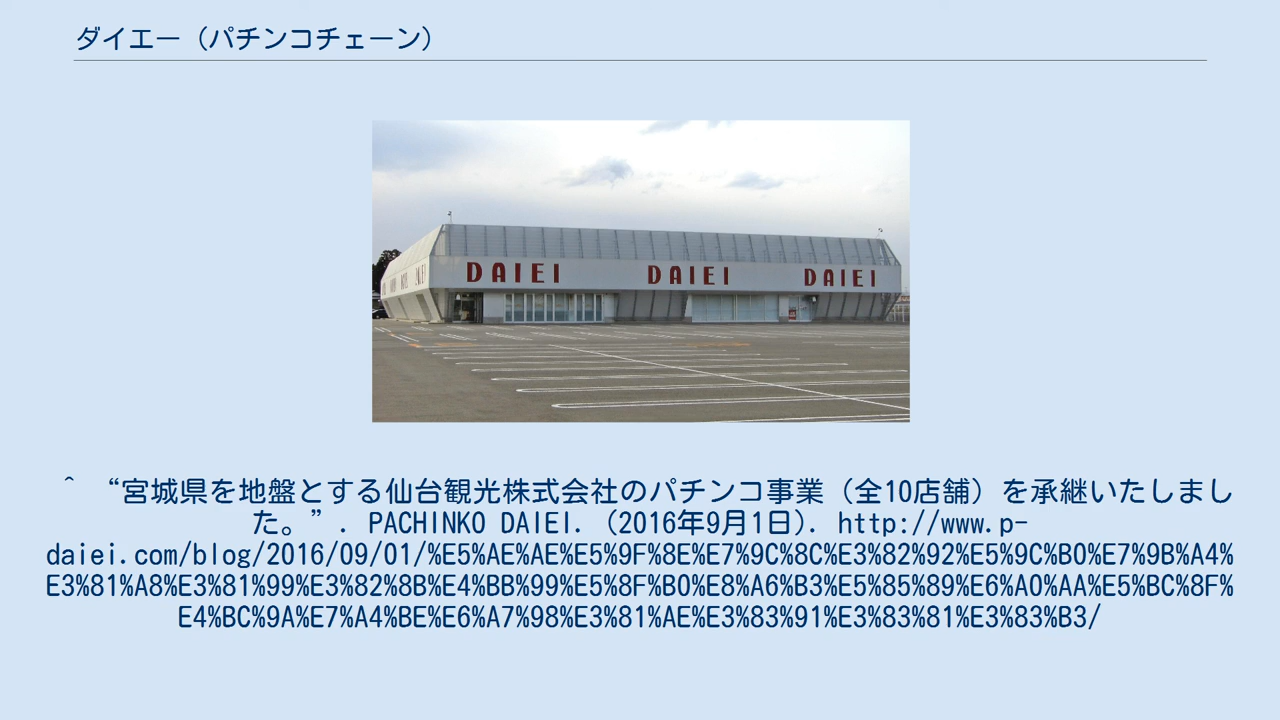 ダイエー（パチンコチェーン）
DAIEI DAIEI DAIEI
^ “宮城県を地盤とする仙台観光株式会社のパチンコ事業（全10店舗）を承継いたしまし
た。”. PACHINKO DAIEI. (2016年9月1日). http://www.p-
daiei.com/blog/2016/09/01/%E5%AE%AE%E5%9F%8E%E7%9C%8C%E3%82%92%E5%9C%B0%E7%9B%A4%
E3%81%A8%E3%81%99%E3%82%8B%E4%BB%99%E5%8F%B0%E8%A6%B3%E5%85%89%E6%A0%AA%E5%BC%8F%
E4%BC%9A%E7%A4%BE%E6%A7%98%E3%81%AE%E3%83%91%E3%83%81%E3%83%B3/